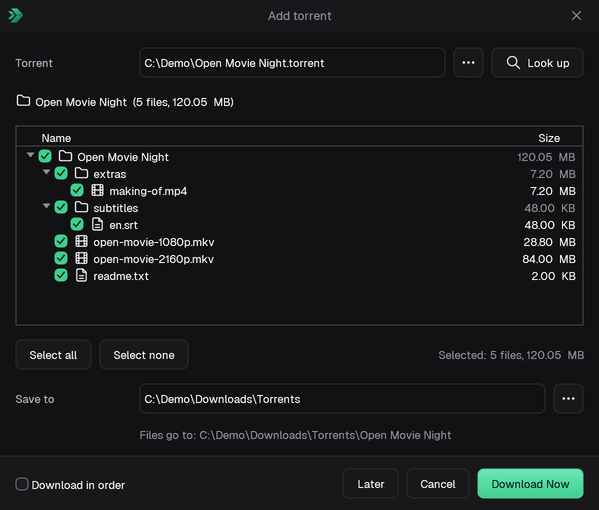 Add torrent
Torrent C:\Demo\Open Movie Night.torrent ... Look up
Open Movie Night (5 files, 120.05 MB)
Name Size
Open Movie Night 120.05 MB
extras 7.20 MB
making-of.mp4 7.20 MB
subtitles 48.00 KB
en.srt 48.00 KB
open-movie-1080p.mkv 28.80 MB
open-movie-2160p.mkv 84.00 MB
readme.txt 2.00 KB
Select all Select none Selected: 5 files, 120.05 MB
Save to C:\Demo\Downloads\Torrents ...
Files go to: C:\Demo\Downloads\Torrents\Open Movie Night
Download in order Later Cancel Download Now